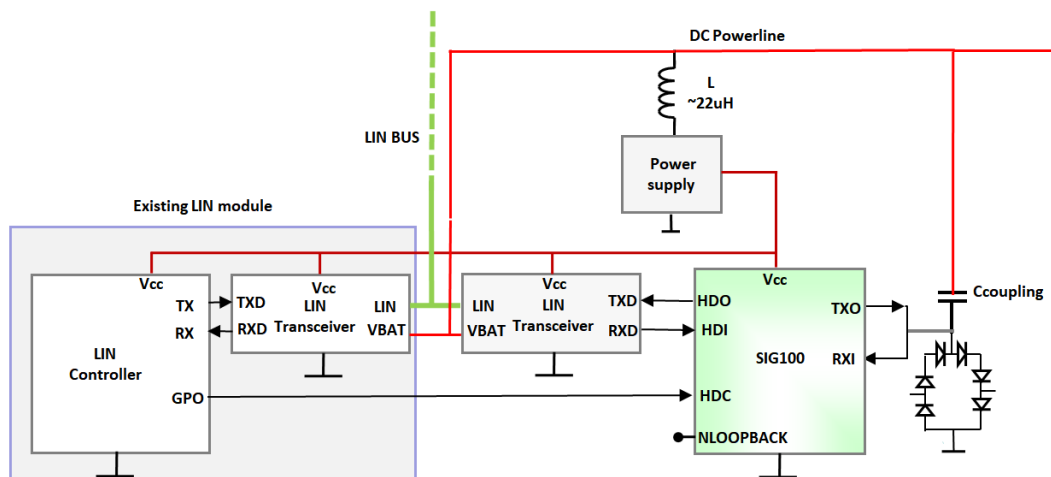 DC Powerline
L
~22uH
LIN BUS
Power
supply
Existing LIN module
Vcc
TX
RX
LIN
Controller
GPO
TXD
RXD
Vcc
LIN
Transceiver
LIN
VBAT
LIN
VBAT
Vcc
LIN
Transceiver
TXD
RXD
HDO
HDI
HDC
NLOOPBACK
Vcc
SIG100
TXO
RXI
Ccoupling